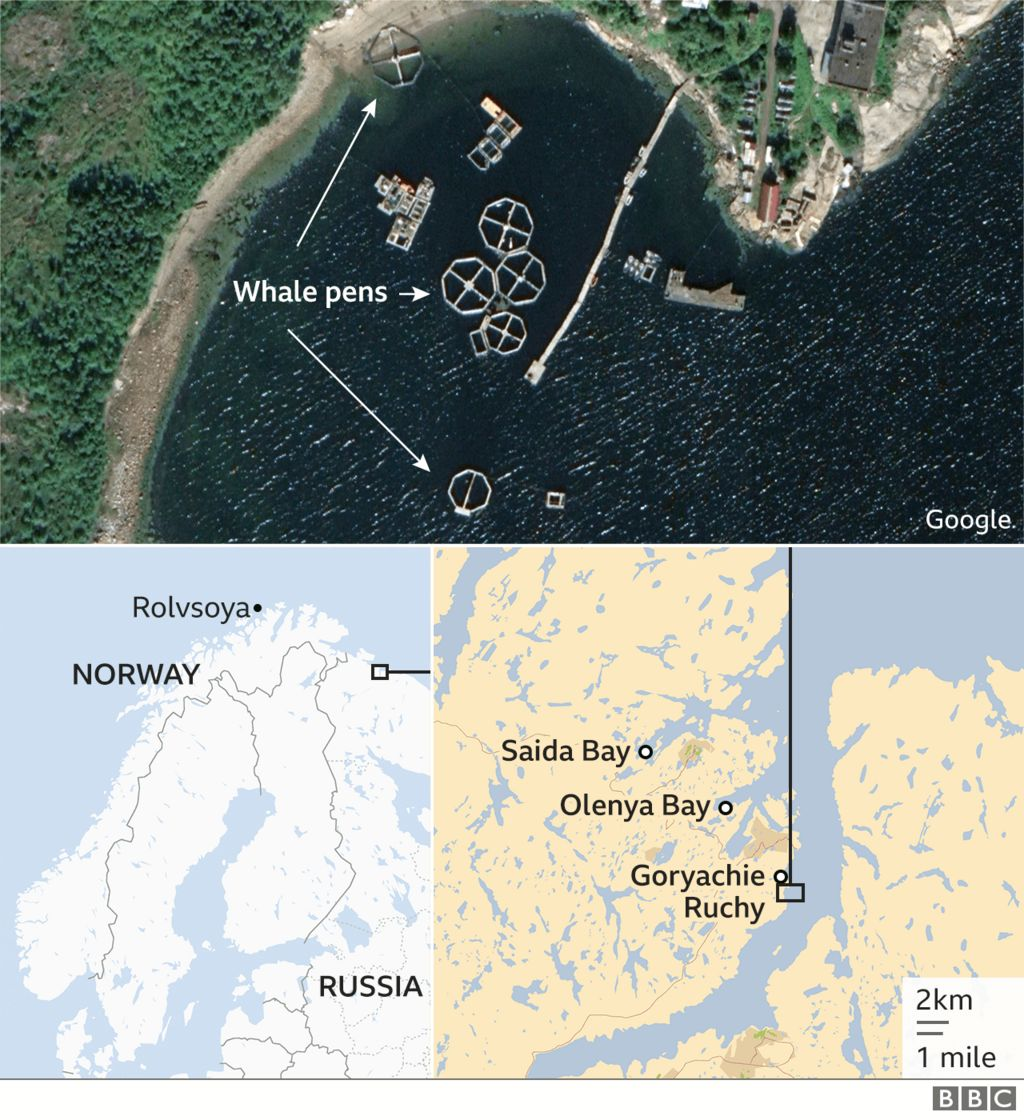 Whale pens
Google
Rolvsoya
NORWAY
RUSSIA
Saida Bay
Olenya Bay
Goryachie
Ruchy
2km
1 mile
BBC